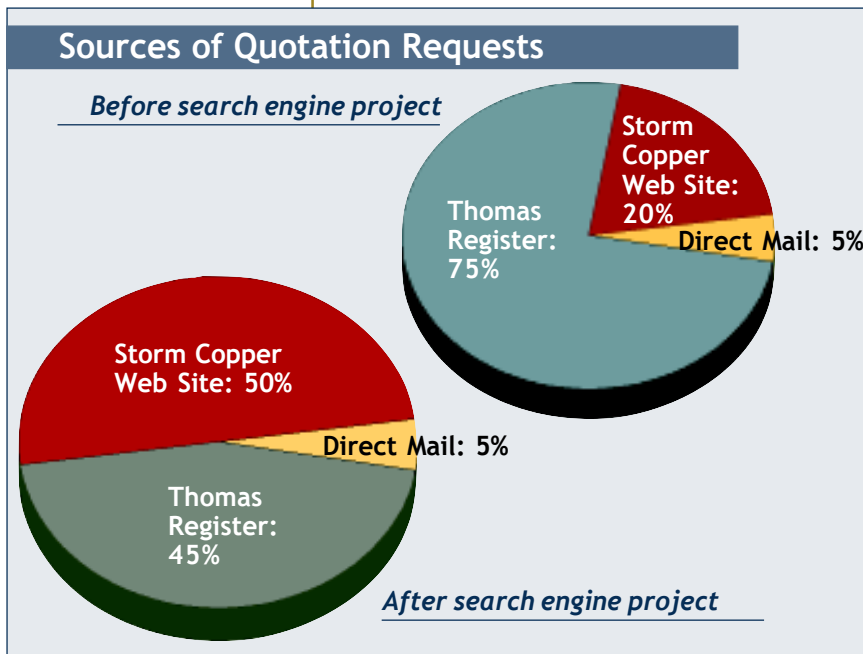 Sources of Quotation Requests
Before search engine project
Storm
Copper
Web Site:
20%
Thomas
Register:
75%
Direct Mail: 5%
Storm Copper
Web Site: 50%
Direct Mail: 5%
Thomas
Register:
45%
After search engine project